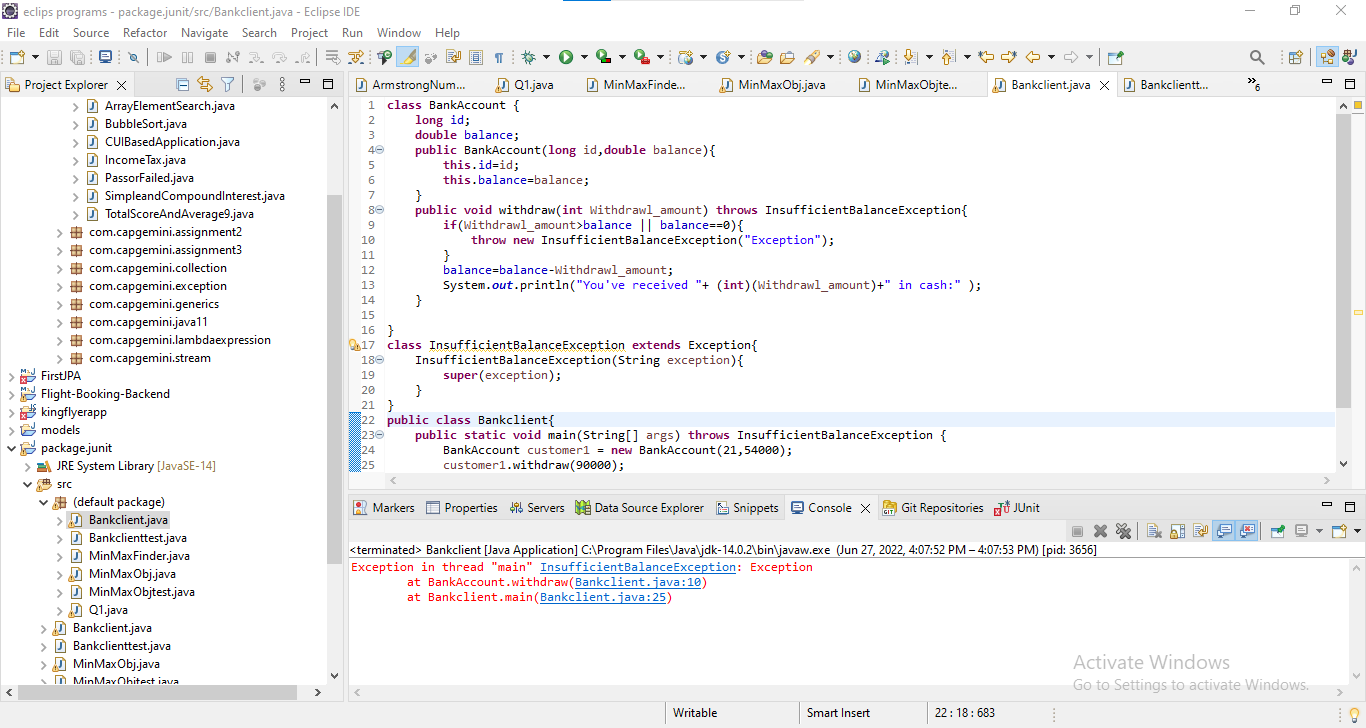 eclips programs - package.junit/src/Bankclient.java - Eclipse IDE
File Edit Source Refactor Navigate Search Project Run Window Help
Project Explorer
ArmstrongNum... Q1.java MinMaxFinde... MinMaxObj.java MinMaxObjte... Bankclient.java Bankclientt... »6
ArrayElementSearch.java
BubbleSort.java
CUIBasedApplication.java
IncomeTax.java
PassorFailed.java
SimpleandCompoundInterest.java
TotalScoreAndAverage9.java
com.capgemini.assignment2
com.capgemini.assignment3
com.capgemini.collection
com.capgemini.exception
com.capgemini.generics
com.capgemini.java11
com.capgemini.lambdaexpression
com.capgemini.stream
FirstJPA
Flight-Booking-Backend
kingflyerapp
models
package.junit
JRE System Library [JavaSE-14]
src
(default package)
Bankclient.java
Bankclienttest.java
MinMaxFinder.java
MinMaxObj.java
MinMaxObjtest.java
Q1.java
Bankclient.java
Bankclienttest.java
MinMaxObj.java
MinMaxObjtest.java
1 class BankAccount {
2 long id;
3 double balance;
4 public BankAccount(long id,double balance){
5 this.id=id;
6 this.balance=balance;
7 }
8 public void withdraw(int Withdrawl_amount) throws InsufficientBalanceException{
9 if(Withdrawl_amount>balance || balance==0){
10 throw new InsufficientBalanceException("Exception");
11 }
12 balance=balance-Withdrawl_amount;
13 System.out.println("You've received "+ (int)(Withdrawl_amount)+" in cash:" );
14 }
15
16 }
17 class InsufficientBalanceException extends Exception{
18 InsufficientBalanceException(String exception){
19 super(exception);
20 }
21 }
22 public class Bankclient{
23 public static void main(String[] args) throws InsufficientBalanceException {
24 BankAccount customer1 = new BankAccount(21,54000);
25 customer1.withdraw(90000);
Markers Properties Servers Data Source Explorer Snippets Console Git Repositories JUnit
<terminated> Bankclient [Java Application] C:\Program Files\Java\jdk-14.0.2\bin\javaw.exe (Jun 27, 2022, 4:07:52 PM – 4:07:53 PM) [pid: 3656]
Exception in thread "main" InsufficientBalanceException: Exception
at BankAccount.withdraw(Bankclient.java:10)
at Bankclient.main(Bankclient.java:25)
Activate Windows
Go to Settings to activate Windows.
Writable Smart Insert 22 : 18 : 683